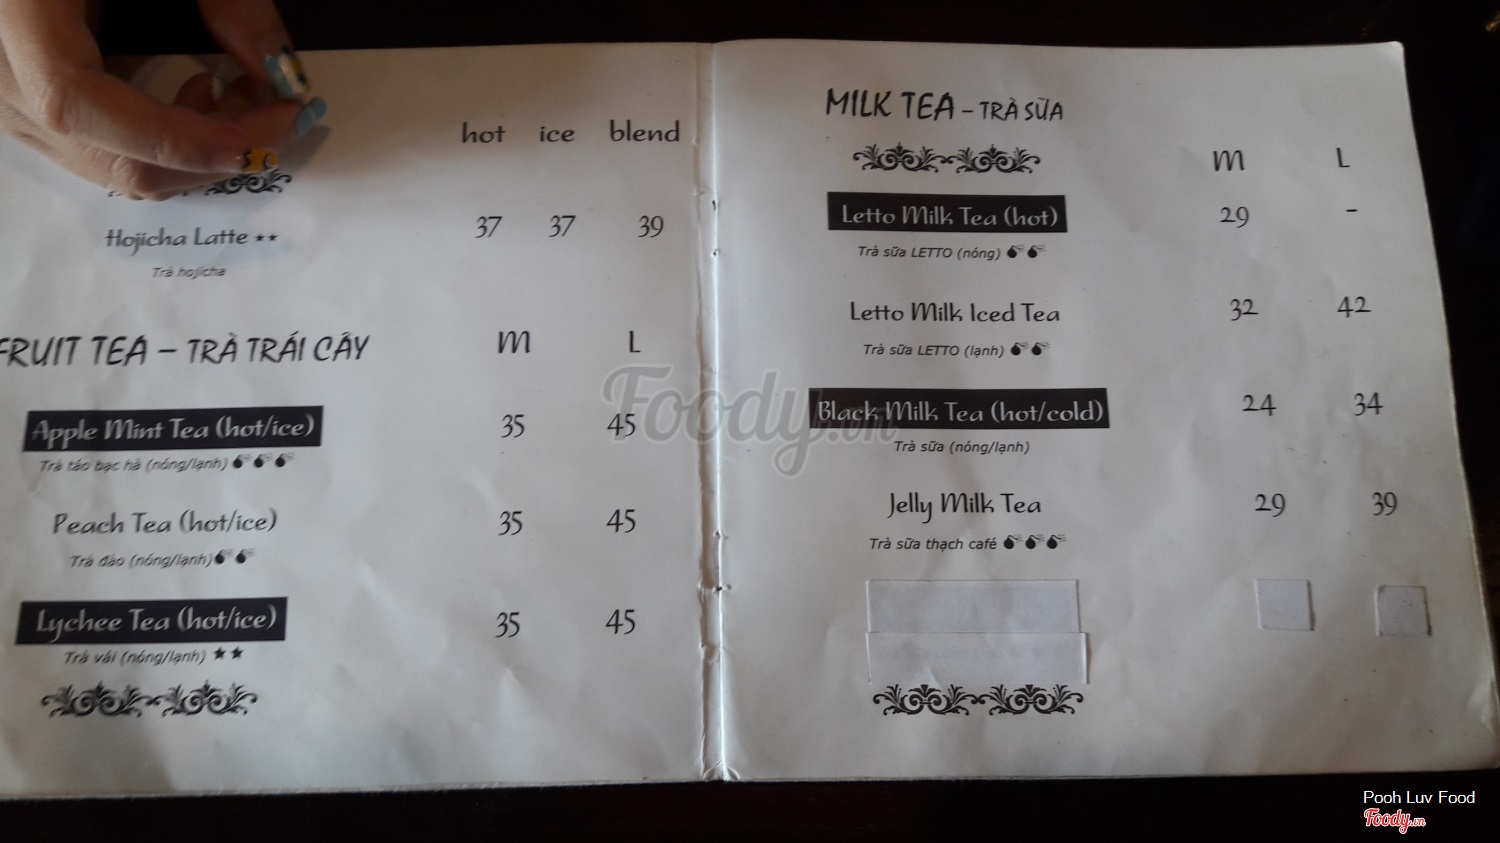 hot ice blend
Hojicha Latte ★★ 37 37 39
Trà hojicha
FRUIT TEA – TRÀ TRÁI CÂY M L
Apple Mint Tea (hot/ice) 35 45
Trà táo bạc hà (nóng/lạnh)
Peach Tea (hot/ice) 35 45
Trà đào (nóng/lạnh)
Lychee Tea (hot/ice) 35 45
Trà vải (nóng/lạnh) ★★
MILK TEA – TRÀ SỮA
M L
Letto Milk Tea (hot) 29 -
Trà sữa LETTO (nóng)
Letto Milk Iced Tea 32 42
Trà sữa LETTO (lạnh)
Black Milk Tea (hot/cold) 24 34
Trà sữa (nóng/lạnh)
Jelly Milk Tea 29 39
Trà sữa thạch café
Foody.vn
Pooh Luv Food
Foody.vn